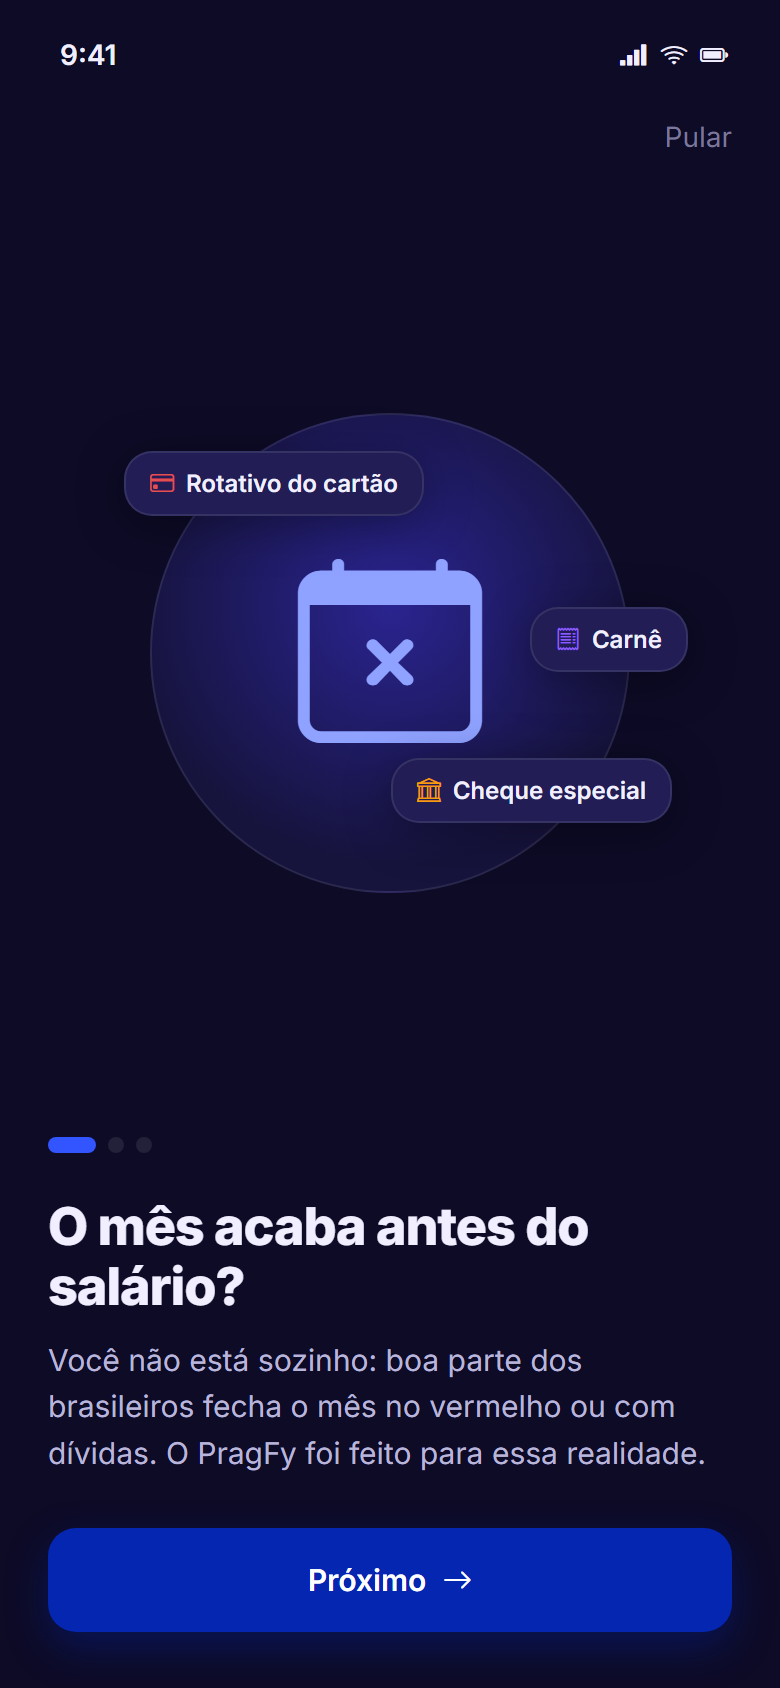 9:41
Pular
Rotativo do cartão
Carnê
Cheque especial
O mês acaba antes do
salário?
Você não está sozinho: boa parte dos
brasileiros fecha o mês no vermelho ou com
dívidas. O PragFy foi feito para essa realidade.
Próximo →